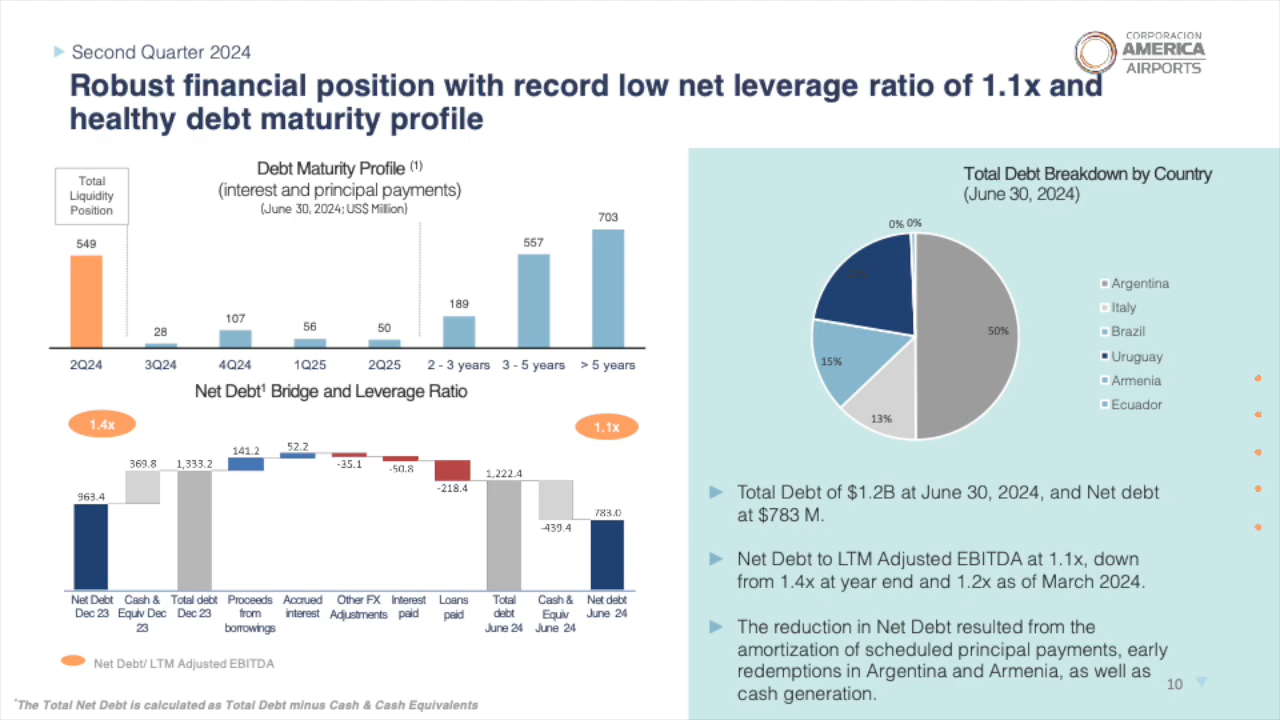 Second Quarter 2024
CORPORACION
AMERICA
AIRPORTS
Robust financial position with record low net leverage ratio of 1.1x and
healthy debt maturity profile
Total
Liquidity
Position
Debt Maturity Profile (1)
(interest and principal payments)
(June 30, 2024; US$ Million)
549
28
107
56
50
189
557
703
2Q24
3Q24
4Q24
1Q25
2Q25
2 - 3 years
3 - 5 years
> 5 years
Net Debt¹ Bridge and Leverage Ratio
1.4x
1.1x
963.4
369.8
1,333.2
141.2
52.2
-35.1
-50.8
-218.4
1,222.4
-439.4
783.0
Net Debt
Dec 23
Cash &
Equiv Dec
23
Total debt
Dec 23
Proceeds
from
borrowings
Accrued
interest
Other FX
Adjustments
Interest
paid
Loans
paid
Total
debt
June 24
Cash &
Equiv
June 24
Net debt
June 24
Net Debt/ LTM Adjusted EBITDA
*The Total Net Debt is calculated as Total Debt minus Cash & Cash Equivalents
Total Debt Breakdown by Country
(June 30, 2024)
0% 0%
50%
15%
13%
Argentina
Italy
Brazil
Uruguay
Armenia
Ecuador
Total Debt of $1.2B at June 30, 2024, and Net debt
at $783 M.
Net Debt to LTM Adjusted EBITDA at 1.1x, down
from 1.4x at year end and 1.2x as of March 2024.
The reduction in Net Debt resulted from the
amortization of scheduled principal payments, early
redemptions in Argentina and Armenia, as well as
cash generation.
10